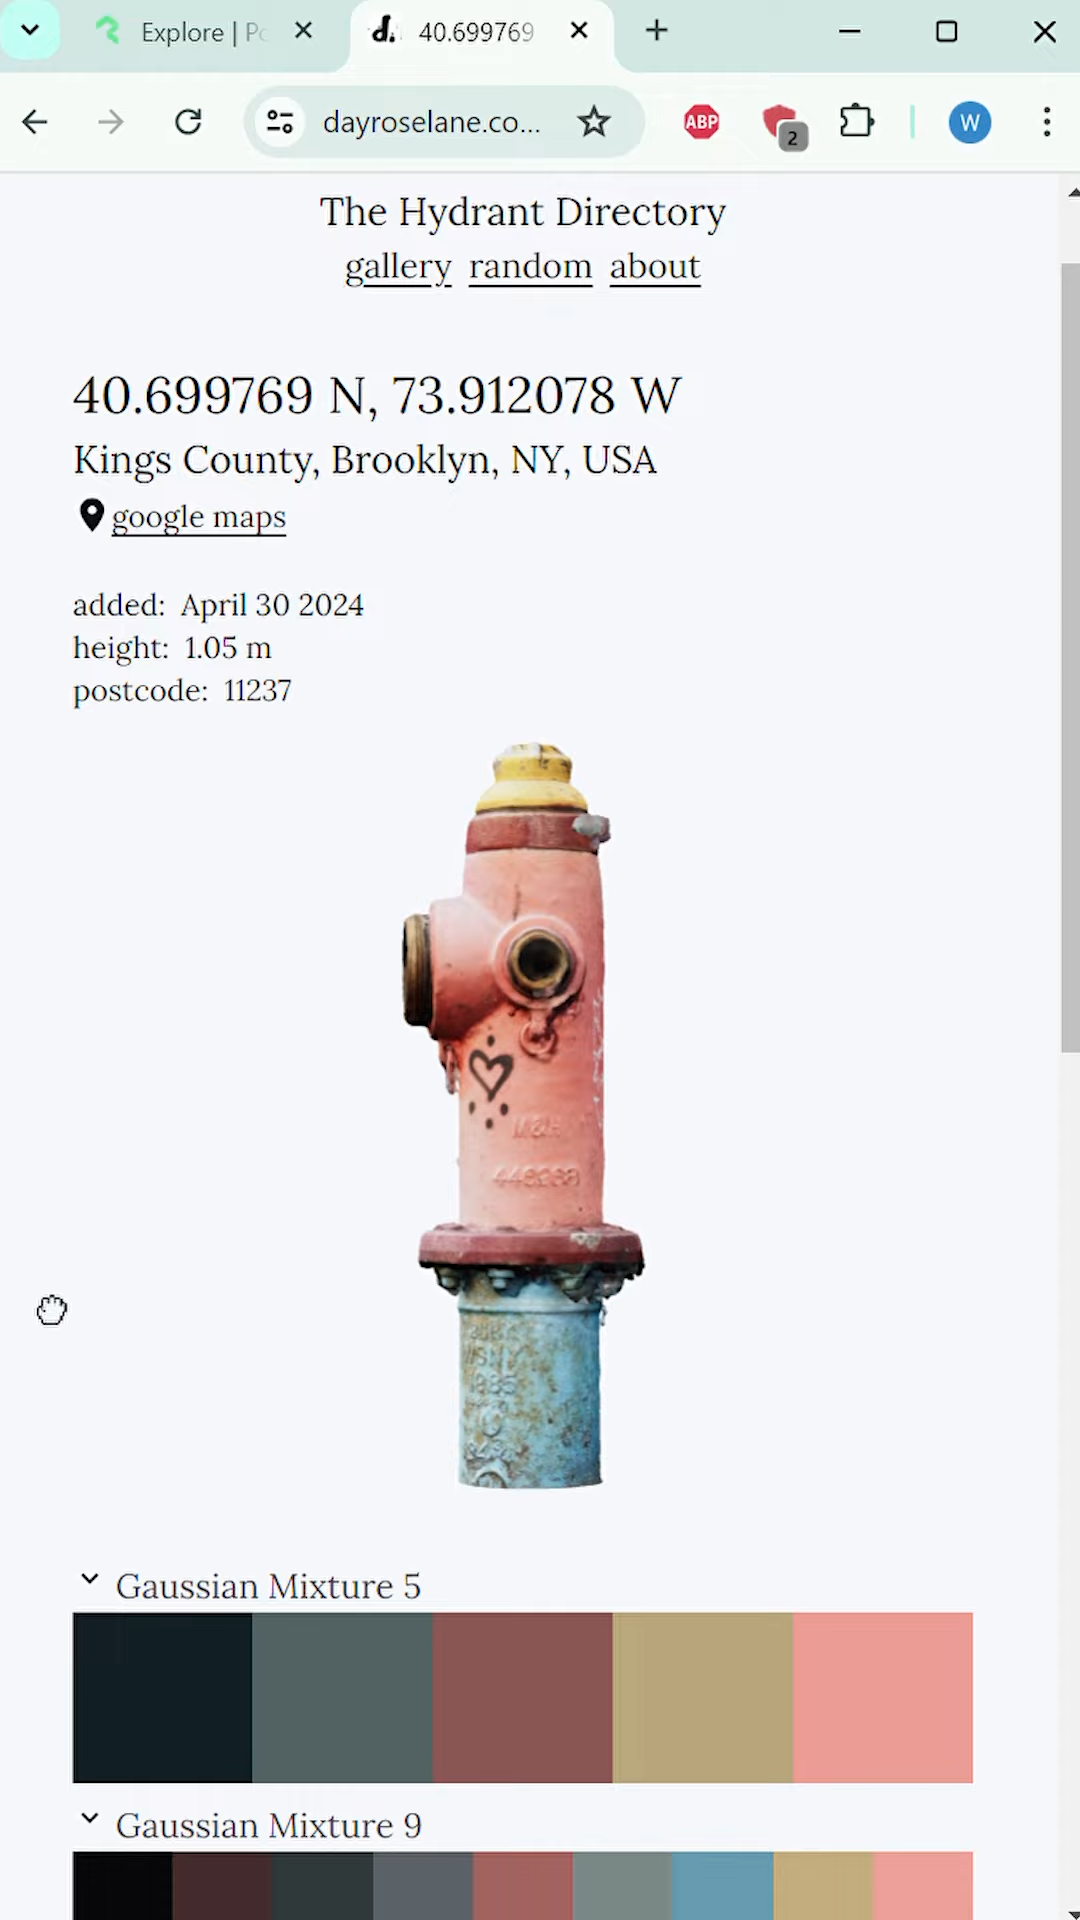 Explore | Po
40.699769
dayroselane.co...
ABP
2
W
The Hydrant Directory
gallery random about
40.699769 N, 73.912078 W
Kings County, Brooklyn, NY, USA
google maps
added: April 30 2024
height: 1.05 m
postcode: 11237
M&H
Gaussian Mixture 5
Gaussian Mixture 9